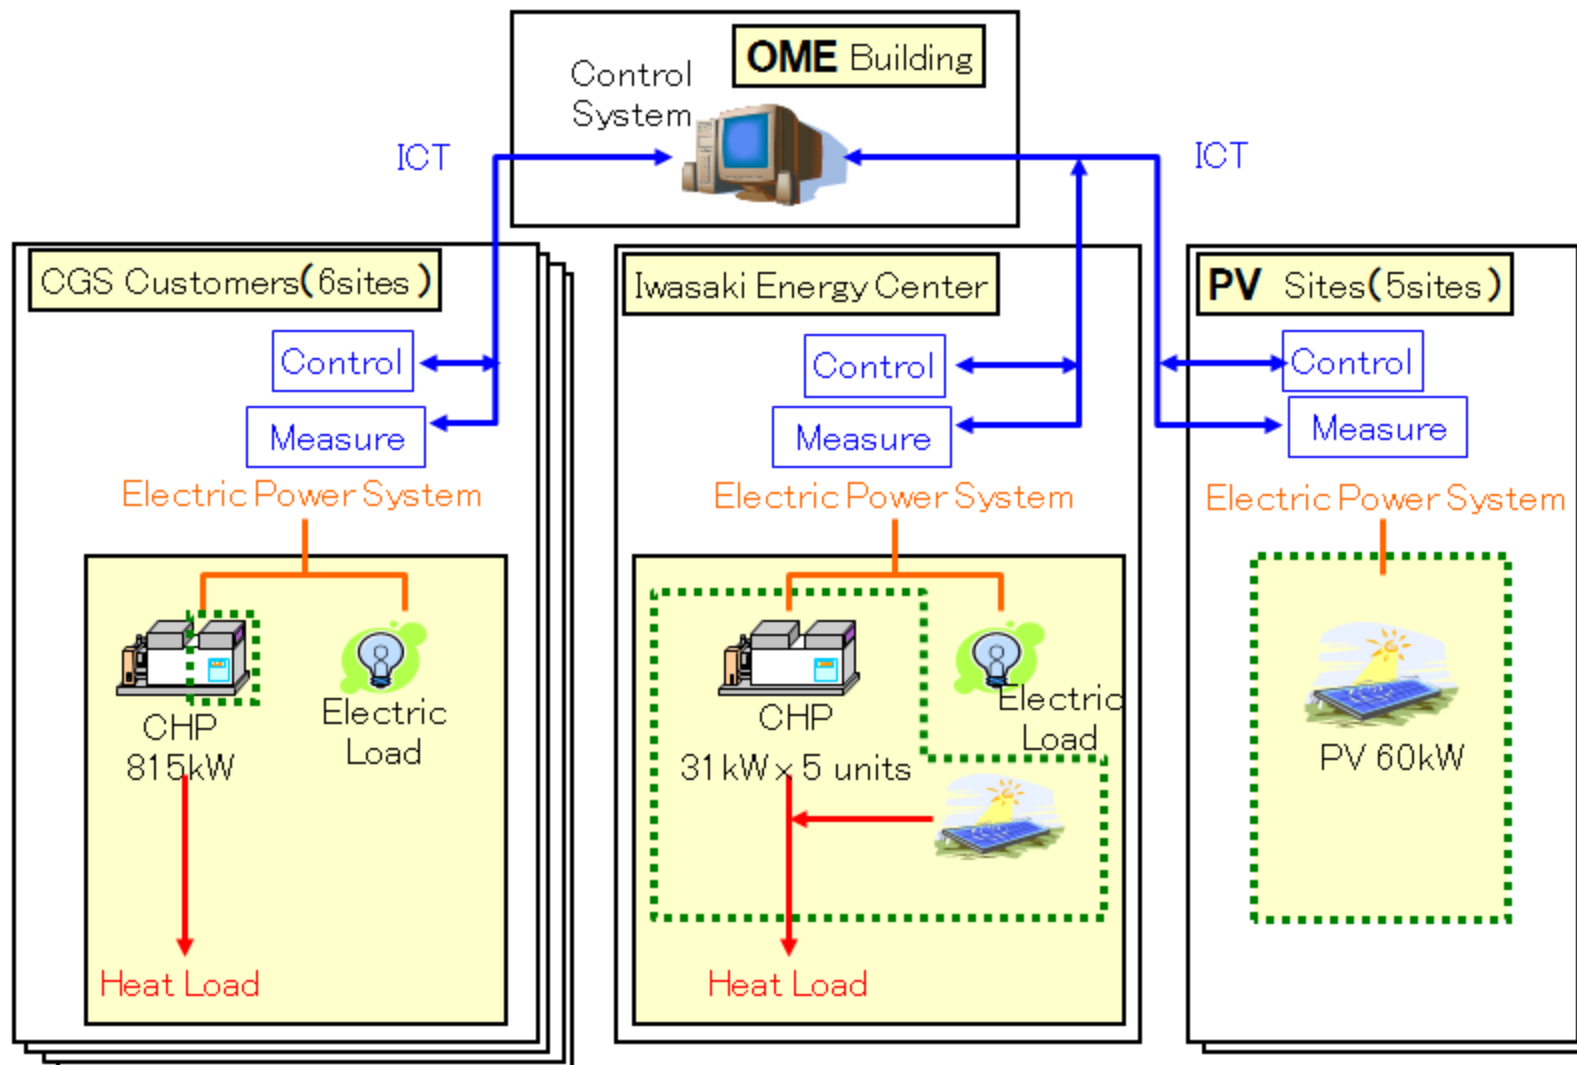 OME Building
Control
System
ICT
ICT
CGS Customers(6sites)
Control
Measure
Electric Power System
CHP
815kW
Electric
Load
Heat Load
Iwasaki Energy Center
Control
Measure
Electric Power System
CHP
31kW × 5 units
Electric
Load
Heat Load
PV Sites(5sites)
Control
Measure
Electric Power System
PV 60kW